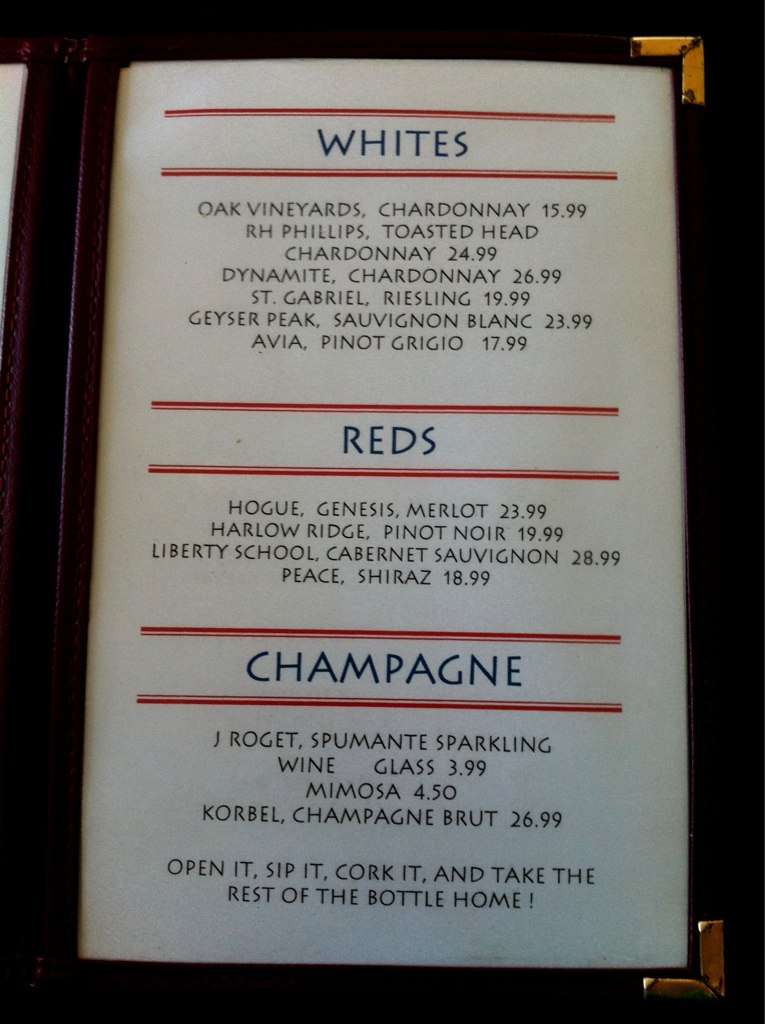 WHITES
OAK VINEYARDS, CHARDONNAY 15.99
RH PHILLIPS, TOASTED HEAD
CHARDONNAY 24.99
DYNAMITE, CHARDONNAY 26.99
ST. GABRIEL, RIESLING 19.99
GEYSER PEAK, SAUVIGNON BLANC 23.99
AVIA, PINOT GRIGIO 17.99
REDS
HOGUE, GENESIS, MERLOT 23.99
HARLOW RIDGE, PINOT NOIR 19.99
LIBERTY SCHOOL, CABERNET SAUVIGNON 28.99
PEACE, SHIRAZ 18.99
CHAMPAGNE
J ROGET, SPUMANTE SPARKLING
WINE GLASS 3.99
MIMOSA 4.50
KORBEL, CHAMPAGNE BRUT 26.99
OPEN IT, SIP IT, CORK IT, AND TAKE THE
REST OF THE BOTTLE HOME !